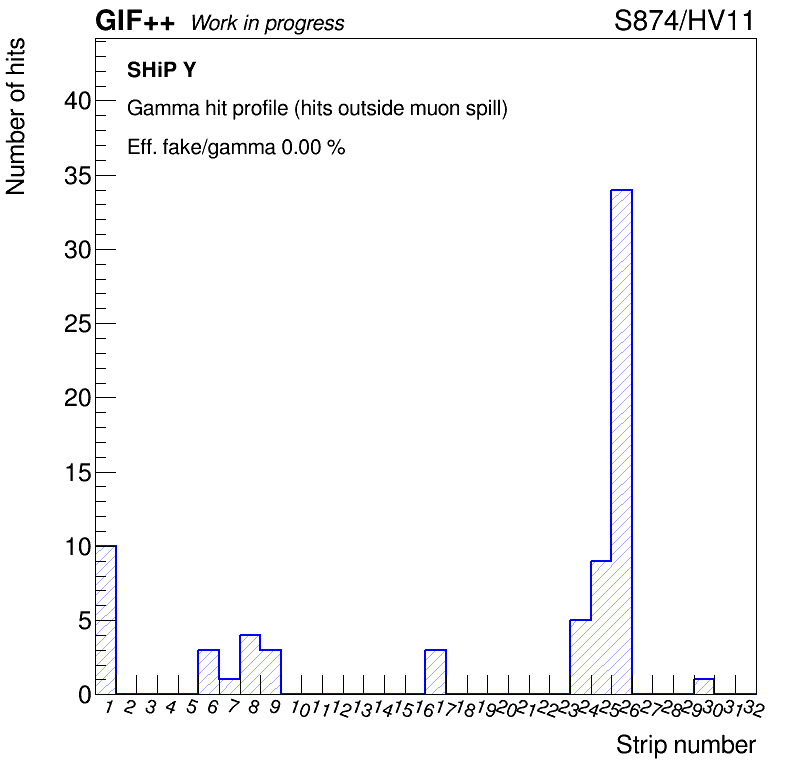 GIF++ Work in progress S874/HV11
Number of hits
SHiP Y
Gamma hit profile (hits outside muon spill)
Eff. fake/gamma 0.00 %
40
35
30
25
20
15
10
5
0
1 2 3 4 5 6 7 8 9 10 11 12 13 14 15 16 17 18 19 20 21 22 23 24 25 26 27 28 29 30 31 32
Strip number